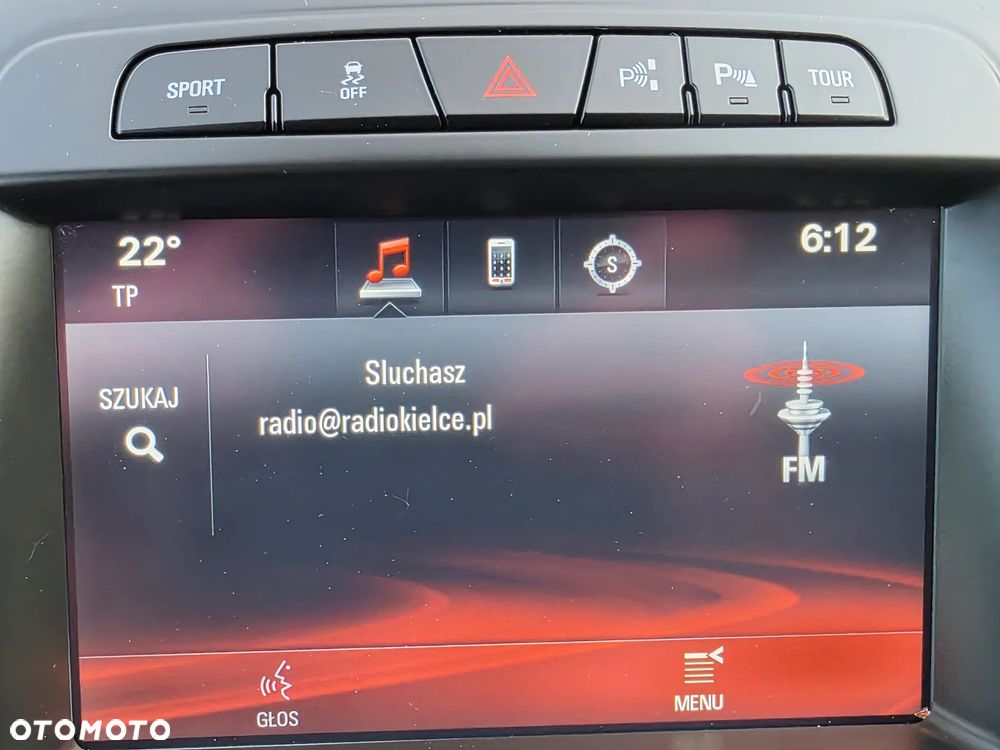 SPORT
OFF
P
P
TOUR
22°
S
6:12
TP
SZUKAJ
Sluchasz
radio@radiokielce.pl
FM
GŁOS
MENU
OTOMOTO